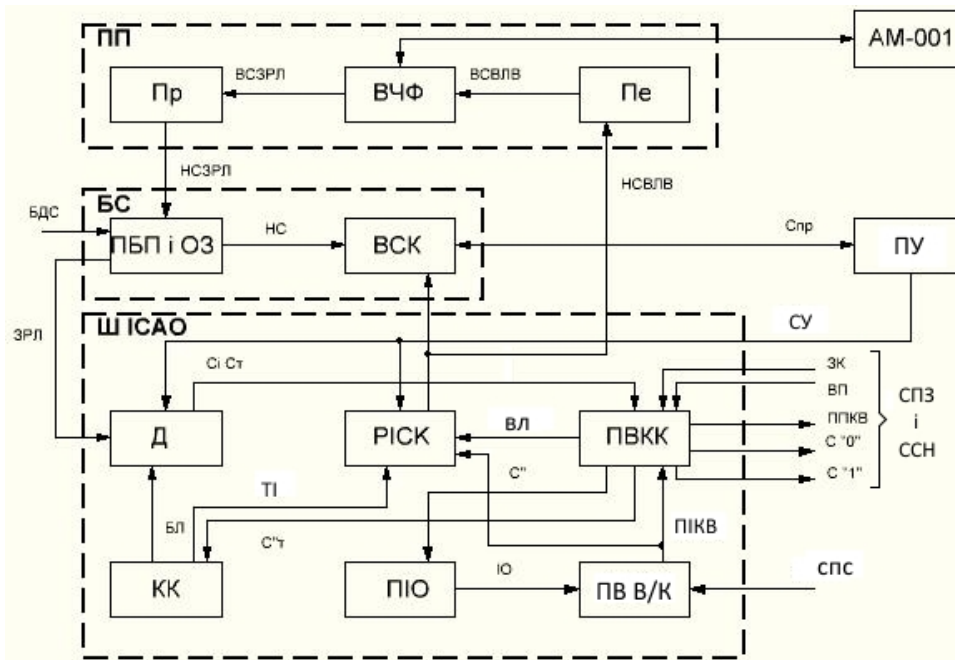 ПП
АМ-001
Пр
ВСЗРЛ
ВЧФ
ВСВЛВ
Пе
НСЗРЛ
НСВЛВ
БС
БДС
ПБП і ОЗ
НС
ВСК
Спр
ПУ
ЗРЛ
Ш ІСАО
СУ
Сі Ст
ЗК
ВП
ППКВ
С "0"
С "1"
СПЗ
і
ССН
Д
РІСК
ВЛ
ПВКК
С"
ТІ
БЛ
С"т
ПІКВ
КК
ПІО
ІО
ПВ В/К
СПС